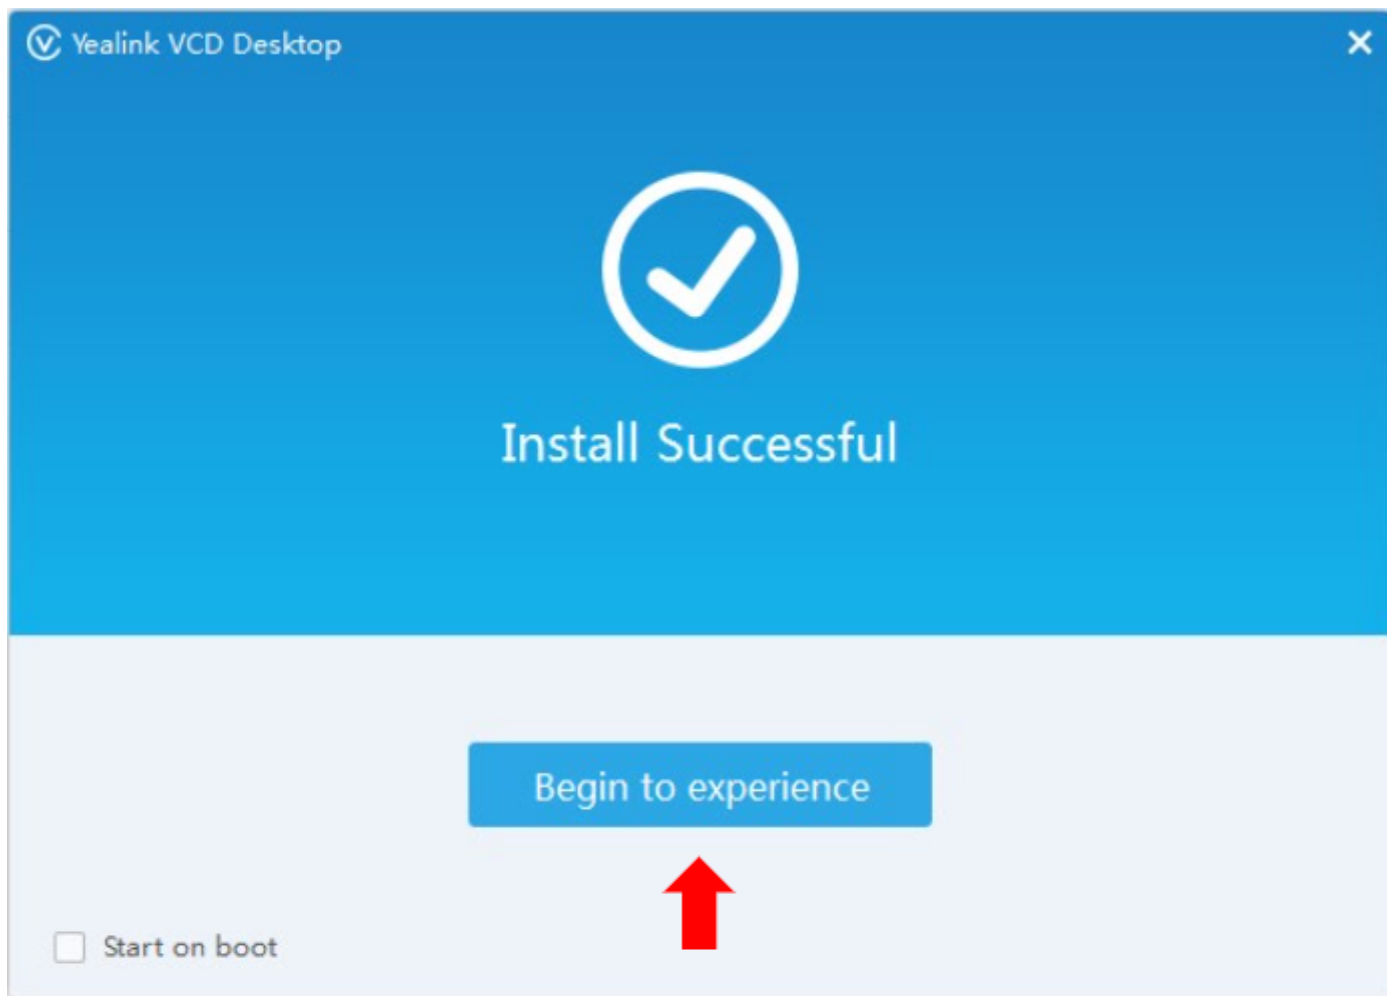 Yealink VCD Desktop
Install Successful
Begin to experience
Start on boot